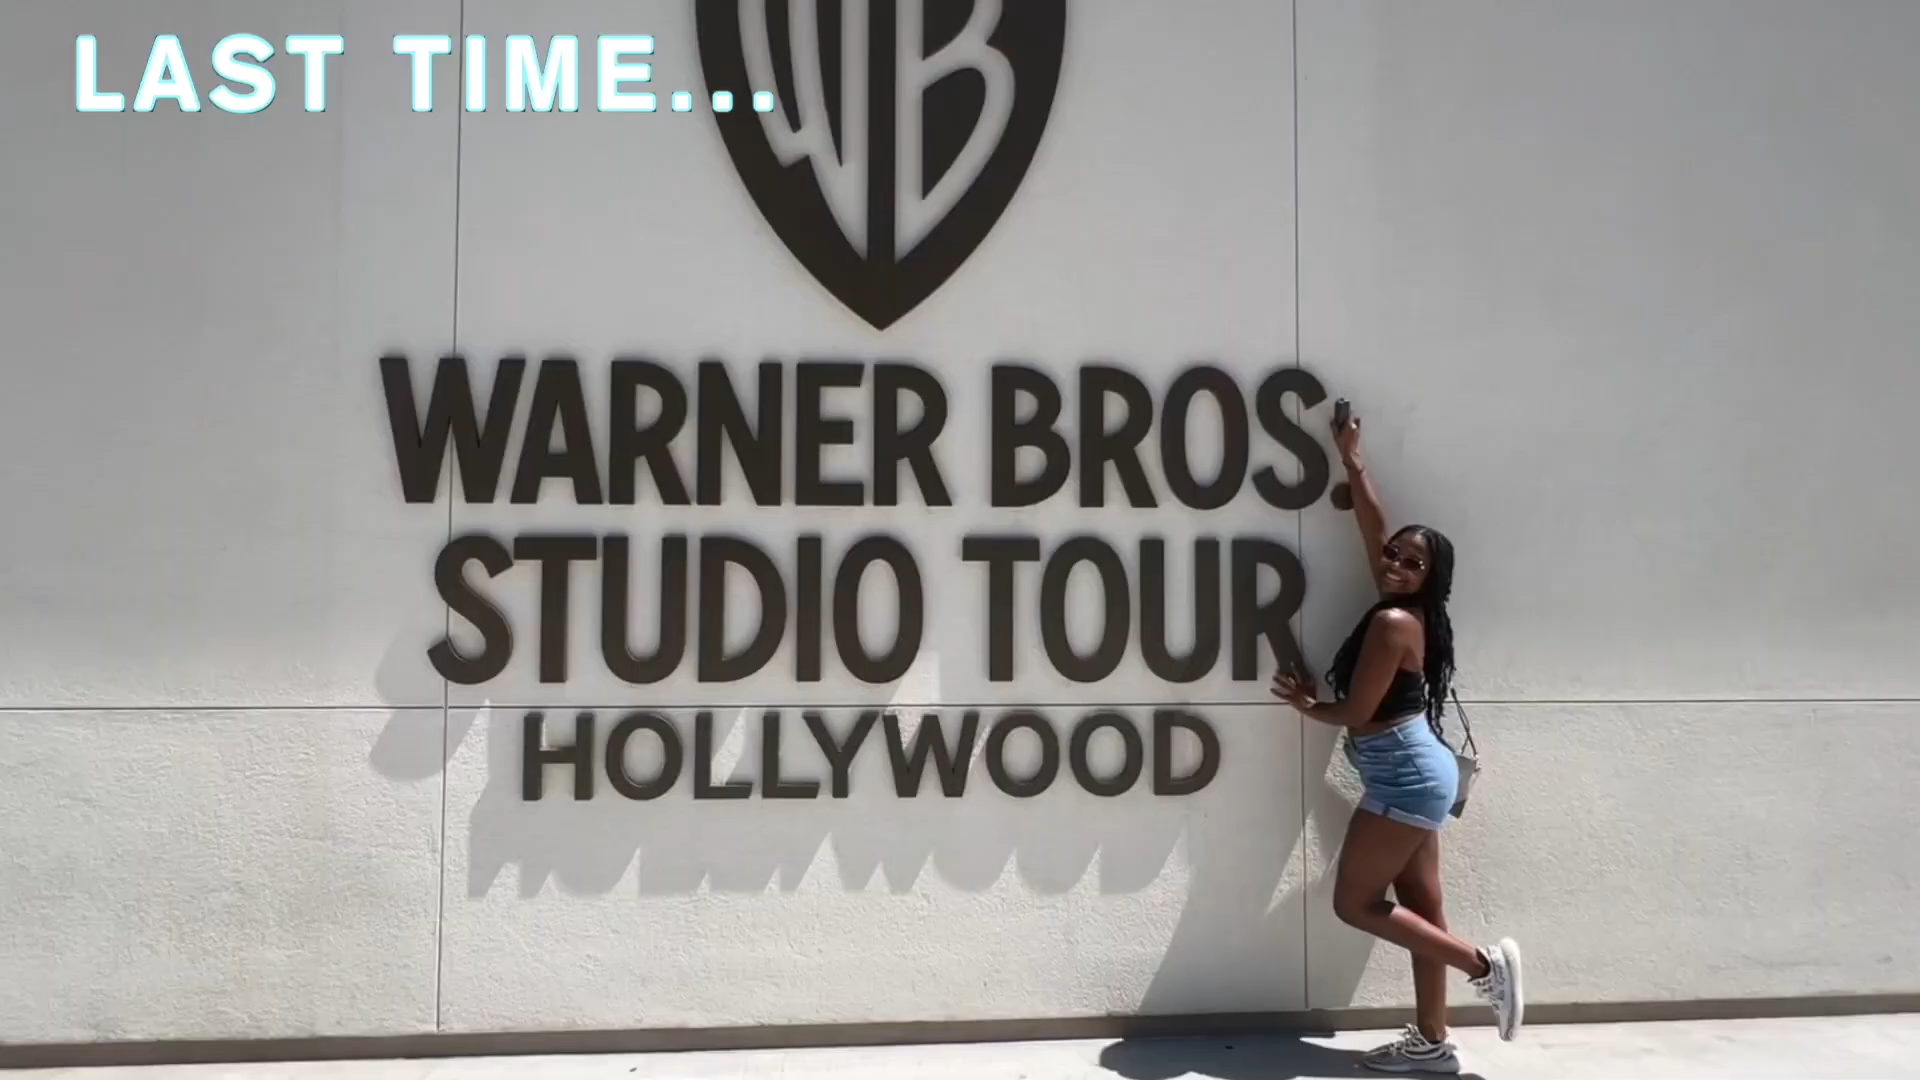 LAST TIME...
WB
WARNER BROS.
STUDIO TOUR
HOLLYWOOD